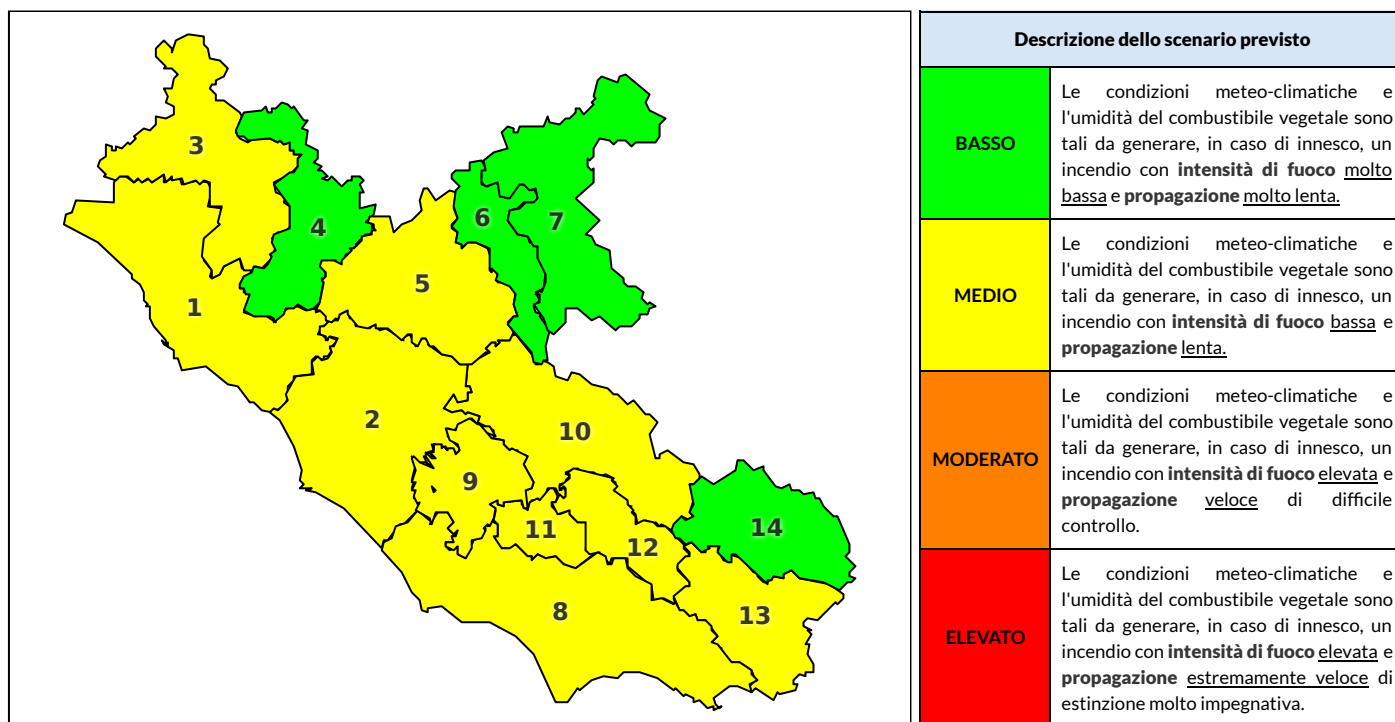 3
4
6
7
5
1
2
10
9
11
12
14
8
13
Descrizione dello scenario previsto
BASSO
Le condizioni meteo-climatiche e
l'umidità del combustibile vegetale sono
tali da generare, in caso di innesco, un
incendio con intensità di fuoco molto
bassa e propagazione molto lenta.
MEDIO
Le condizioni meteo-climatiche e
l'umidità del combustibile vegetale sono
tali da generare, in caso di innesco, un
incendio con intensità di fuoco bassa e
propagazione lenta.
MODERATO
Le condizioni meteo-climatiche e
l'umidità del combustibile vegetale sono
tali da generare, in caso di innesco, un
incendio con intensità di fuoco elevata e
propagazione veloce di difficile
controllo.
ELEVATO
Le condizioni meteo-climatiche e
l'umidità del combustibile vegetale sono
tali da generare, in caso di innesco, un
incendio con intensità di fuoco elevata e
propagazione estremamente veloce di
estinzione molto impegnativa.